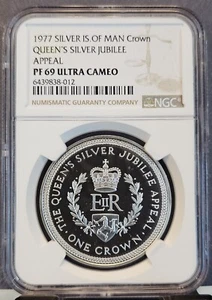 1977 SILVER IS OF MAN Crown
QUEEN'S SILVER JUBILEE
APPEAL
PF 69 ULTRA CAMEO
6439838-012
NUMISMATIC GUARANTY COMPANY
NGC
THE QUEEN'S SILVER JUBILEE APPEAL
EIIR
ONE CROWN